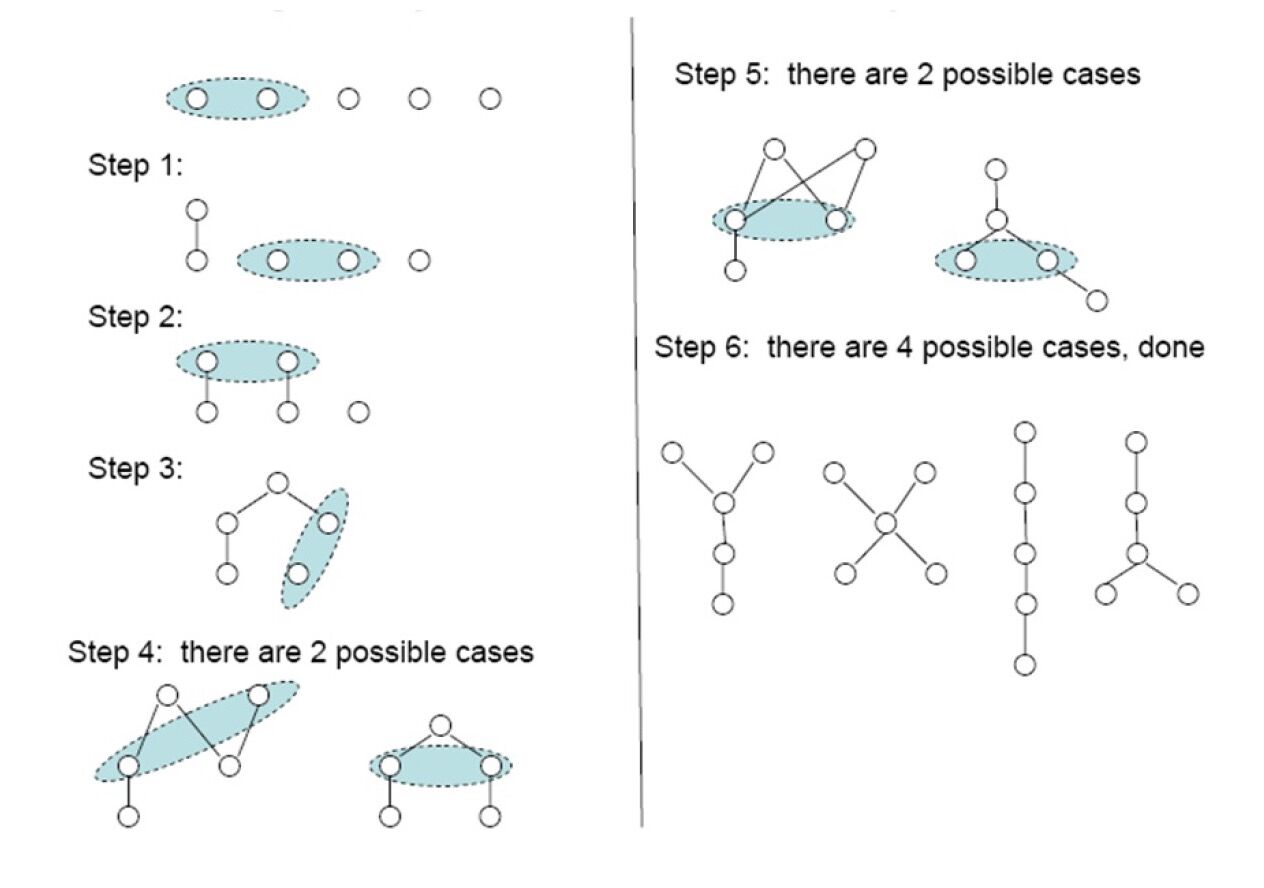 Step 1:
Step 2:
Step 3:
Step 4: there are 2 possible cases
Step 5: there are 2 possible cases
Step 6: there are 4 possible cases, done